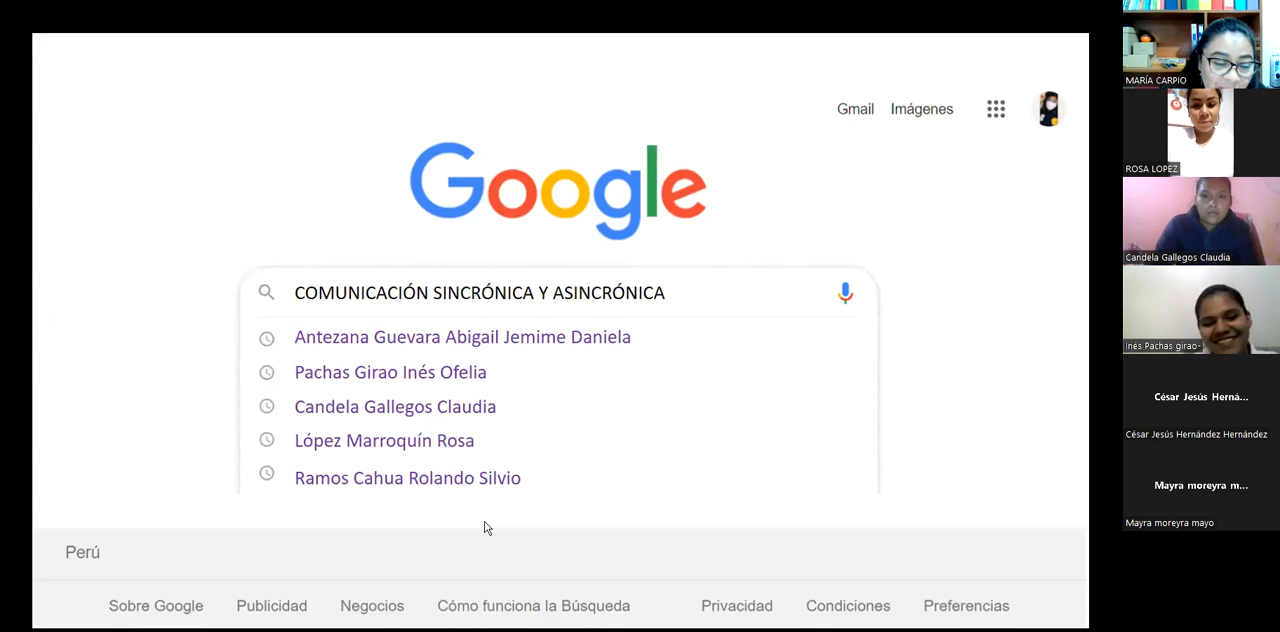 Gmail Imágenes
Google
COMUNICACIÓN SINCRÓNICA Y ASINCRÓNICA
Antezana Guevara Abigail Jemime Daniela
Pachas Girao Inés Ofelia
Candela Gallegos Claudia
López Marroquín Rosa
Ramos Cahua Rolando Silvio
Perú
Sobre Google Publicidad Negocios Cómo funciona la Búsqueda Privacidad Condiciones Preferencias
MARÍA CARPIO
ROSA LOPEZ
Candela Gallegos Claudia
Inés Pachas girao-
César Jesús Herná...
César Jesús Hernández Hernández
Mayra moreyra m...
Mayra moreyra mayo